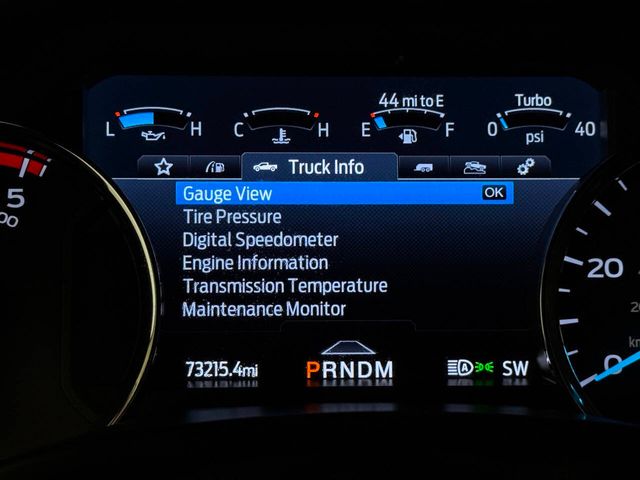 44 mi to E
Turbo
L H
C H
E F
0 40
psi
Truck Info
Gauge View OK
Tire Pressure
Digital Speedometer
Engine Information
Transmission Temperature
Maintenance Monitor
73215.4mi
PRNDM
A SW
5
20
0